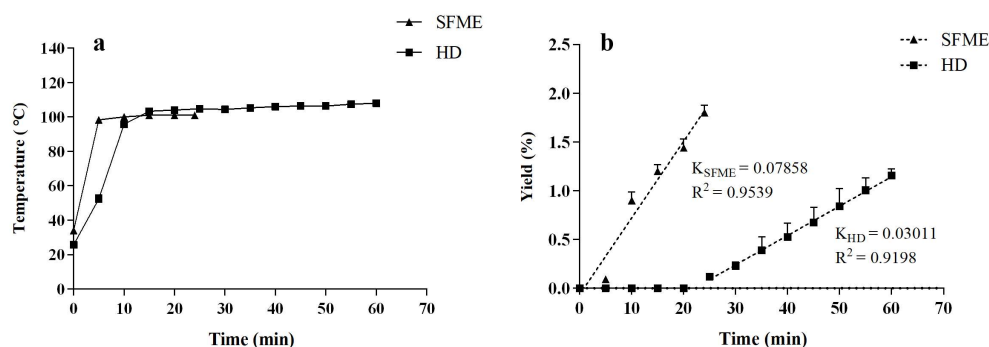 a
SFME
HD
Temperature ( °C)
140
120
100
80
60
40
20
0
0 10 20 30 40 50 60 70
Time (min)
b
SFME
HD
Yield (%)
2.5
2.0
1.5
1.0
0.5
0.0
K_SFME = 0.07858
R² = 0.9539
K_HD = 0.03011
R² = 0.9198
0 10 20 30 40 50 60 70
Time (min)